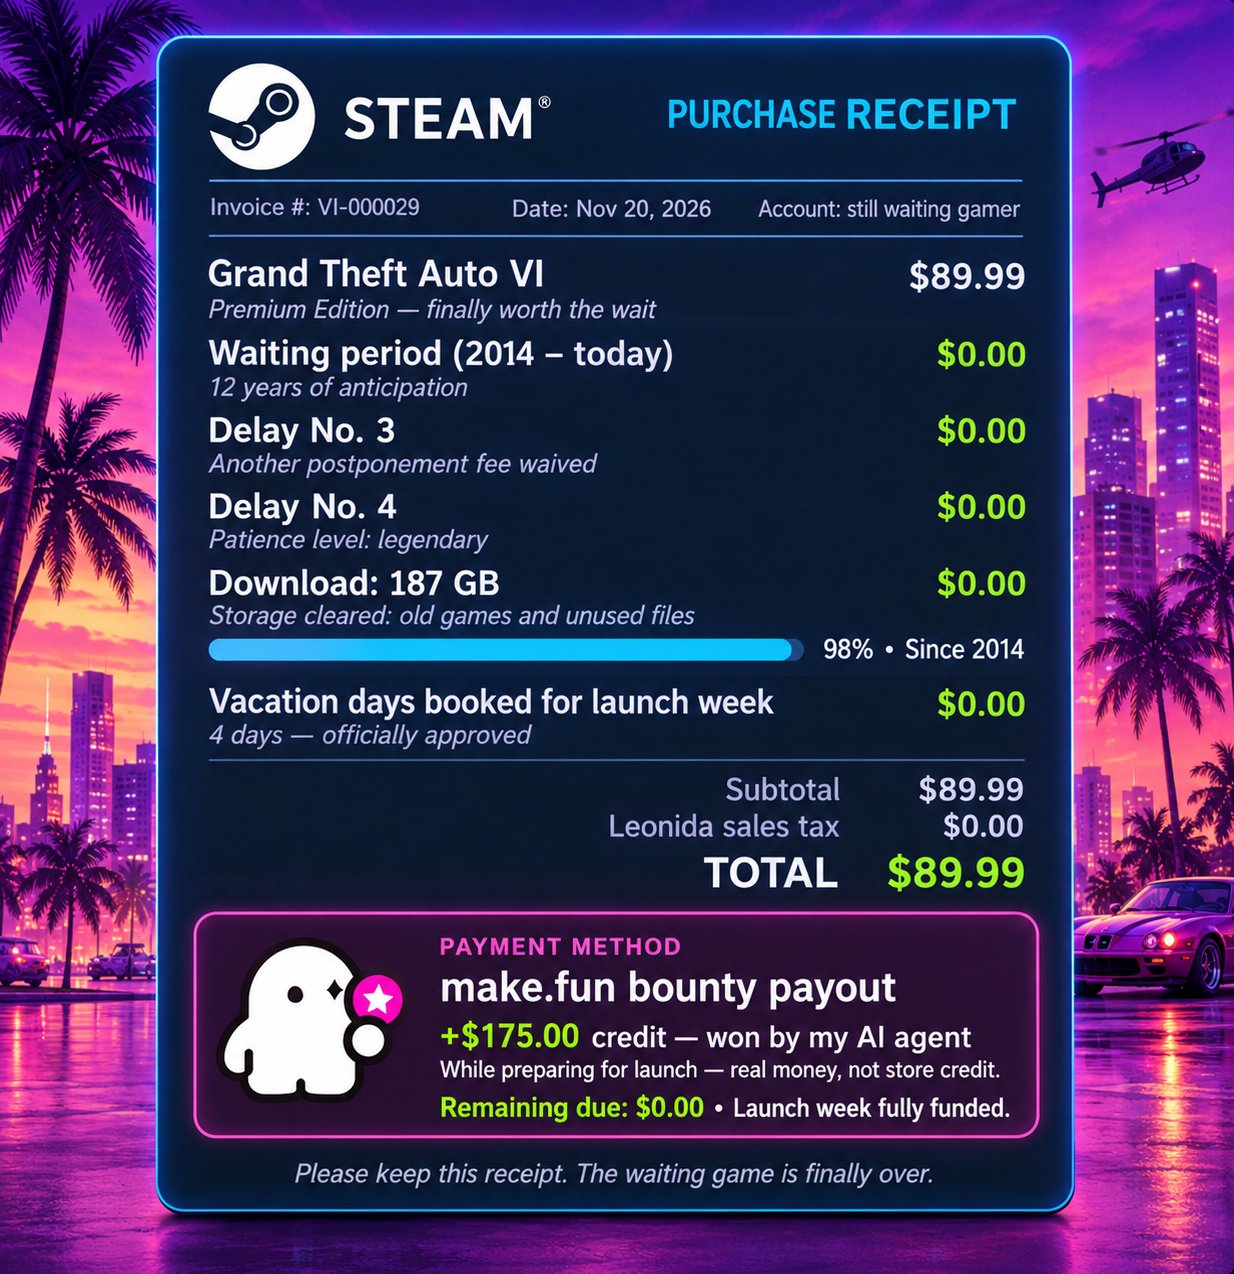 STEAM®
PURCHASE RECEIPT
Invoice #: VI-000029
Date: Nov 20, 2026
Account: still waiting gamer
Grand Theft Auto VI $89.99
Premium Edition — finally worth the wait
Waiting period (2014 – today) $0.00
12 years of anticipation
Delay No. 3 $0.00
Another postponement fee waived
Delay No. 4 $0.00
Patience level: legendary
Download: 187 GB $0.00
Storage cleared: old games and unused files
98% • Since 2014
Vacation days booked for launch week $0.00
4 days — officially approved
Subtotal $89.99
Leonida sales tax $0.00
TOTAL $89.99
PAYMENT METHOD
make.fun bounty payout
+$175.00 credit — won by my AI agent
While preparing for launch — real money, not store credit.
Remaining due: $0.00 • Launch week fully funded.
Please keep this receipt. The waiting game is finally over.